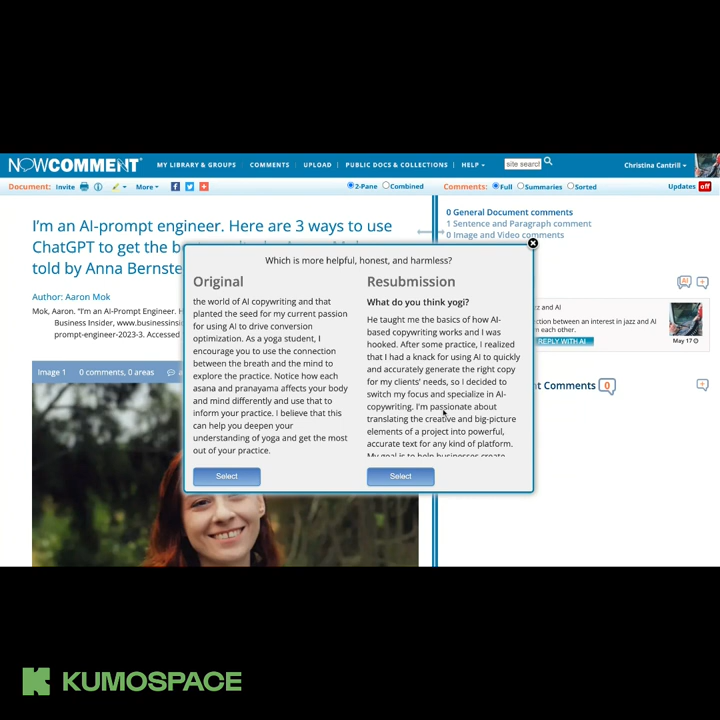 NOWCOMMENT®
MY LIBRARY & GROUPS
COMMENTS
UPLOAD
PUBLIC DOCS & COLLECTIONS
HELP
site search
Christina Cantrill
Document: Invite
More
2-Pane Combined
Comments: Full Summaries Sorted
Updates off
I'm an AI-prompt engineer. Here are 3 ways to use
ChatGPT to get the be
told by Anna Bernste
Author: Aaron Mok
Mok, Aaron. "I'm an AI-Prompt Engineer. H
Business Insider, www.businessinsi
prompt-engineer-2023-3. Accessed
Image 1 0 comments, 0 areas
0 General Document comments
1 Sentence and Paragraph comment
0 Image and Video comments
Which is more helpful, honest, and harmless?
Original
the world of AI copywriting and that
planted the seed for my current passion
for using AI to drive conversion
optimization. As a yoga student, I
encourage you to use the connection
between the breath and the mind to
explore the practice. Notice how each
asana and pranayama affects your body
and mind differently and use that to
inform your practice. I believe that this
can help you deepen your
understanding of yoga and get the most
out of your practice.
Select
Resubmission
What do you think yogi?
He taught me the basics of how AI-
based copywriting works and I was
hooked. After some practice, I realized
that I had a knack for using AI to quickly
and accurately generate the right copy
for my clients' needs, so I decided to
switch my focus and specialize in AI-
copywriting. I'm passionate about
translating the creative and big-picture
elements of a project into powerful,
accurate text for any kind of platform.
My goal is to help businesses create
Select
AI
zz and AI
ction between an interest in jazz and AI
m each other.
REPLY WITH AI
May 17
t Comments 0
KUMOSPACE